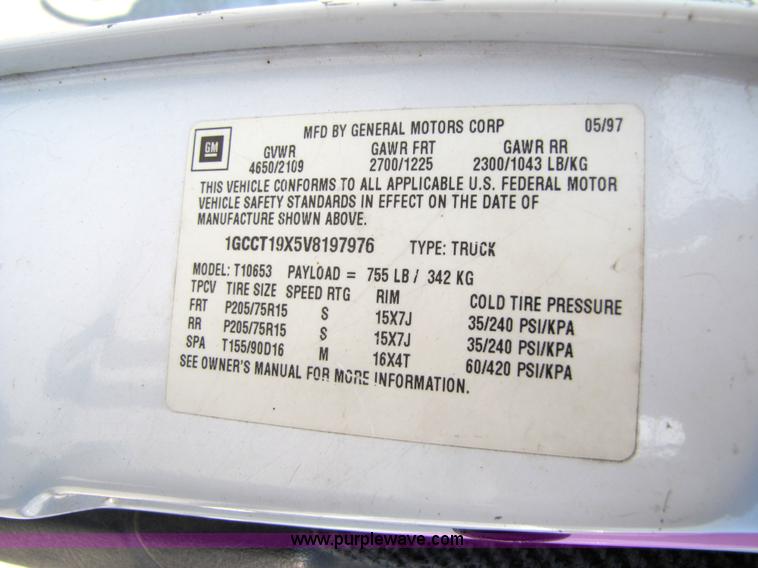 GM
MFD BY GENERAL MOTORS CORP 05/97
GVWR GAWR FRT GAWR RR
4650/2109 2700/1225 2300/1043 LB/KG
THIS VEHICLE CONFORMS TO ALL APPLICABLE U.S. FEDERAL MOTOR
VEHICLE SAFETY STANDARDS IN EFFECT ON THE DATE OF
MANUFACTURE SHOWN ABOVE.
1GCCT19X5V8197976 TYPE: TRUCK
MODEL: T10653 PAYLOAD = 755 LB / 342 KG
TPCV TIRE SIZE SPEED RTG RIM COLD TIRE PRESSURE
FRT P205/75R15 S 15X7J 35/240 PSI/KPA
RR P205/75R15 S 15X7J 35/240 PSI/KPA
SPA T155/90D16 M 16X4T 60/420 PSI/KPA
SEE OWNER'S MANUAL FOR MORE INFORMATION.
www.purplewave.com